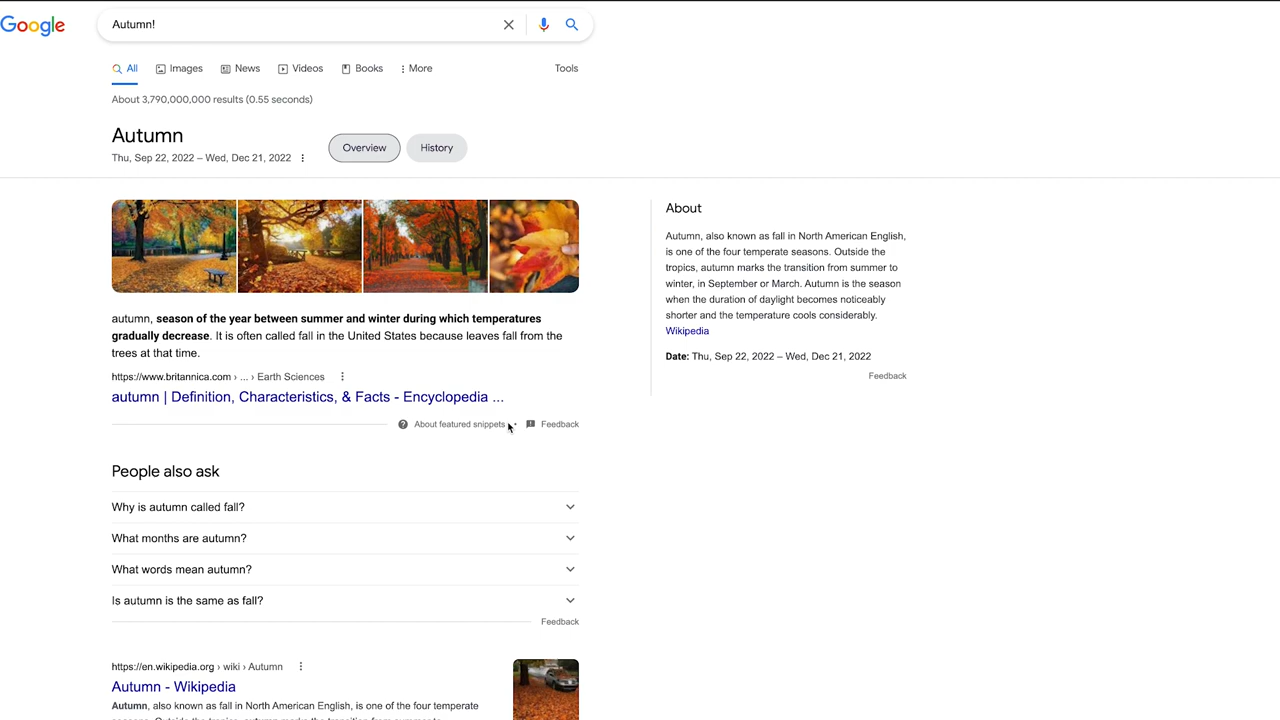 Google
Autumn!
All
Images
News
Videos
Books
More
Tools
About 3,790,000,000 results (0.55 seconds)
Autumn
Thu, Sep 22, 2022 – Wed, Dec 21, 2022
Overview
History
autumn, season of the year between summer and winter during which temperatures
gradually decrease. It is often called fall in the United States because leaves fall from the
trees at that time.
https://www.britannica.com › ... › Earth Sciences
autumn | Definition, Characteristics, & Facts - Encyclopedia ...
About featured snippets •
Feedback
People also ask
Why is autumn called fall?
What months are autumn?
What words mean autumn?
Is autumn is the same as fall?
Feedback
https://en.wikipedia.org › wiki › Autumn
Autumn - Wikipedia
Autumn, also known as fall in North American English, is one of the four temperate
About
Autumn, also known as fall in North American English,
is one of the four temperate seasons. Outside the
tropics, autumn marks the transition from summer to
winter, in September or March. Autumn is the season
when the duration of daylight becomes noticeably
shorter and the temperature cools considerably.
Wikipedia
Date: Thu, Sep 22, 2022 – Wed, Dec 21, 2022
Feedback